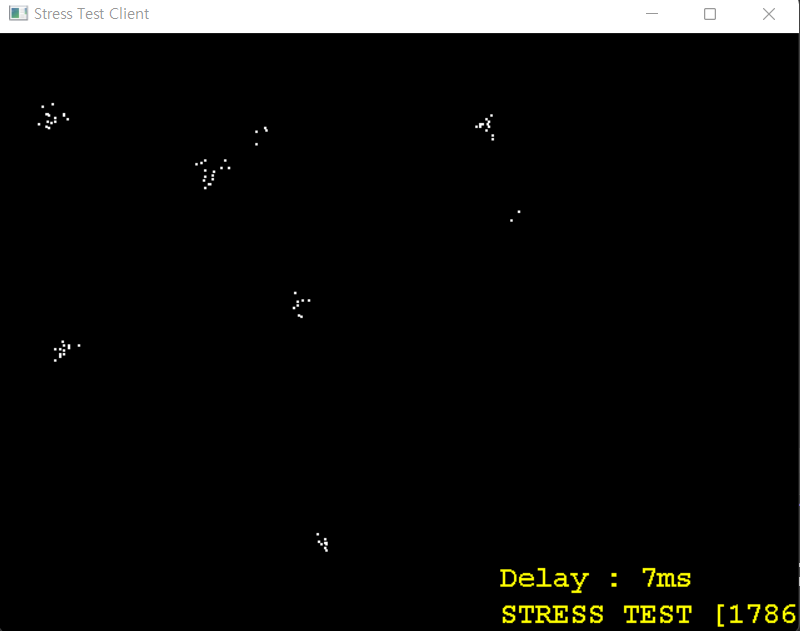 Stress Test Client
Delay : 7ms
STRESS TEST [1786